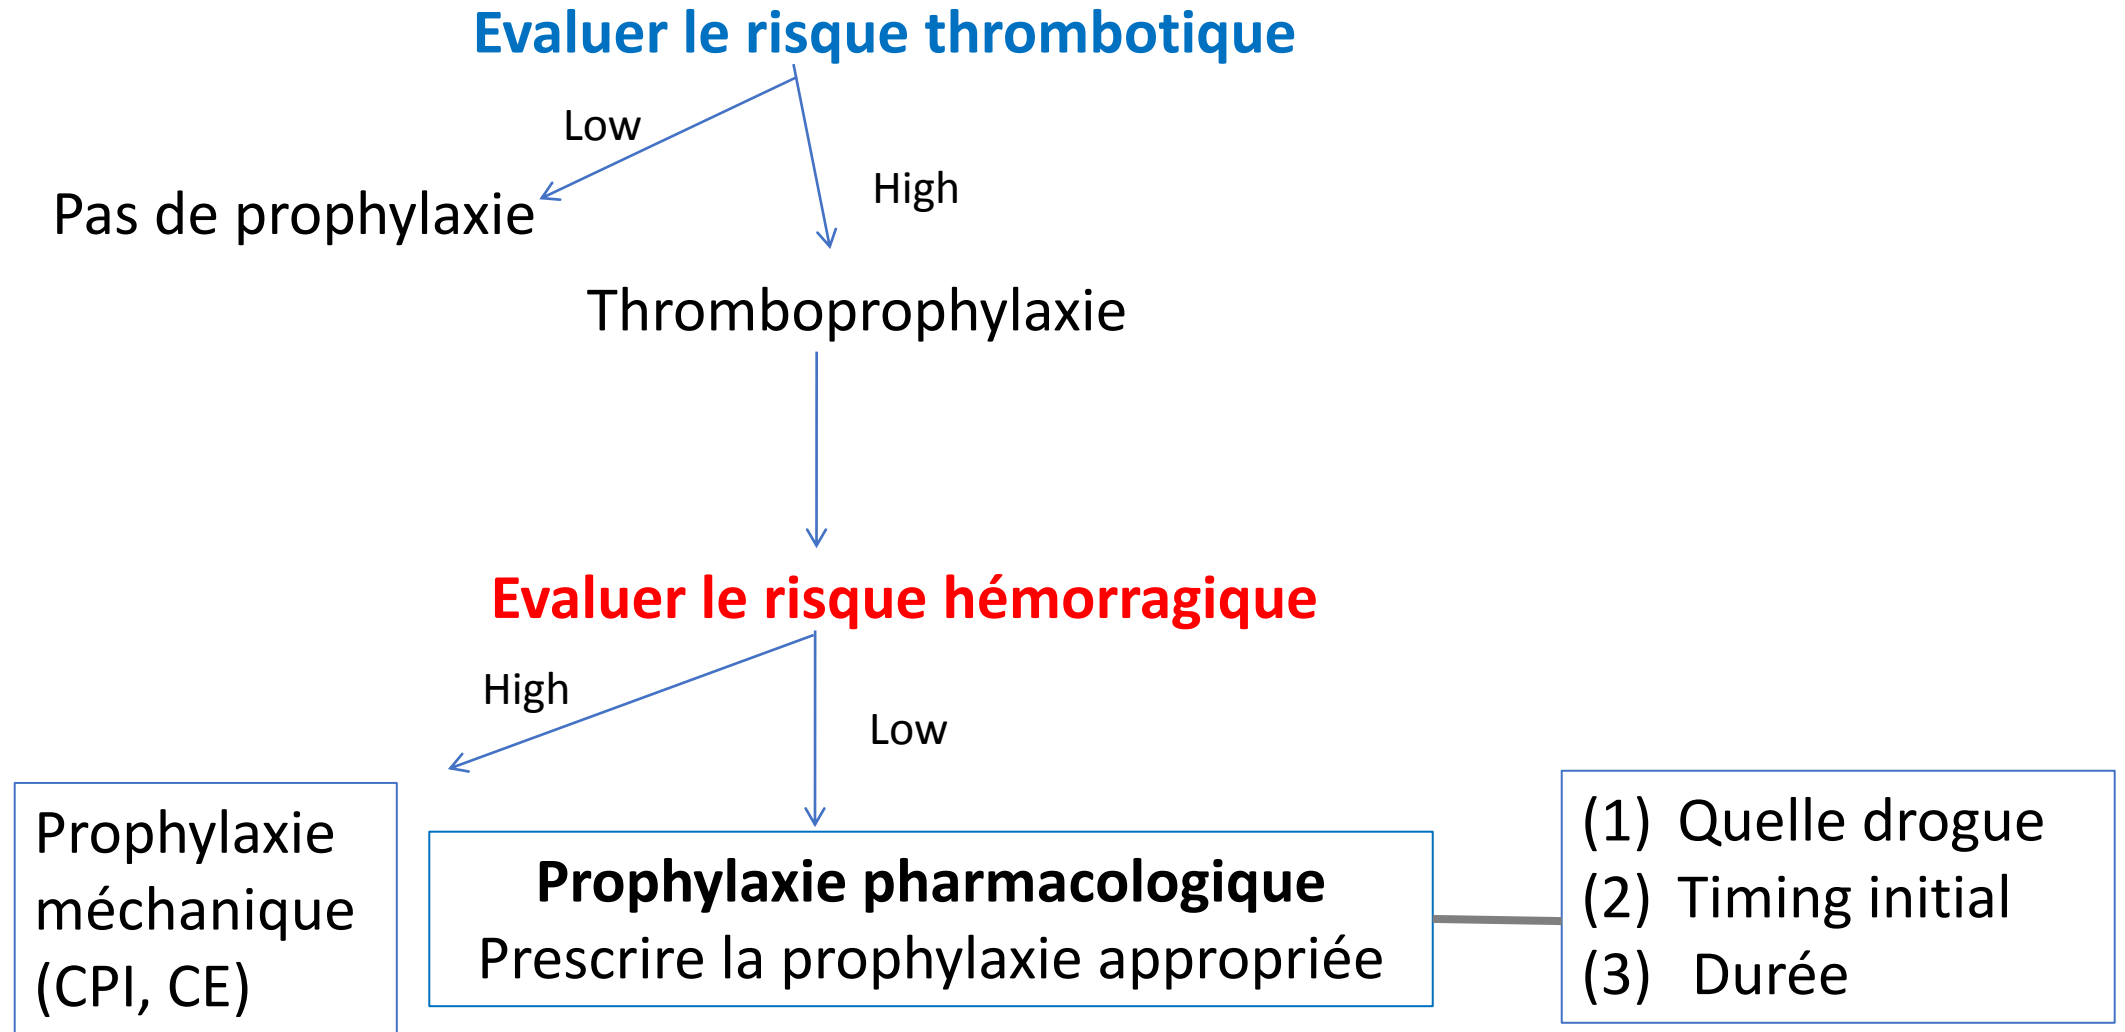 Evaluer le risque thrombotique
Low
High
Pas de prophylaxie
Thromboprophylaxie
Evaluer le risque hémorragique
High
Low
Prophylaxie
méchanique
(CPI, CE)
Prophylaxie pharmacologique
Prescrire la prophylaxie appropriée
(1) Quelle drogue
(2) Timing initial
(3) Durée